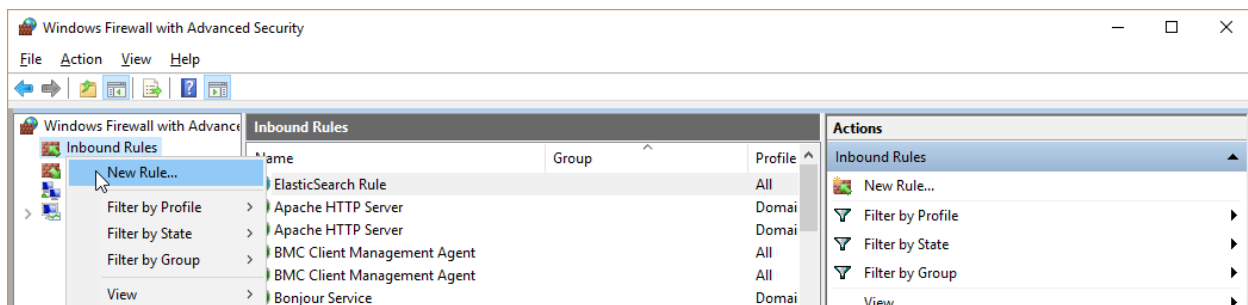 Windows Firewall with Advanced Security
File Action View Help
Windows Firewall with Advance
Inbound Rules
New Rule...
Filter by Profile
Filter by State
Filter by Group
View
Inbound Rules
Name Group Profile
ElasticSearch Rule All
Apache HTTP Server Domai
Apache HTTP Server Domai
BMC Client Management Agent All
BMC Client Management Agent All
Bonjour Service Domai
Actions
Inbound Rules
New Rule...
Filter by Profile
Filter by State
Filter by Group
View